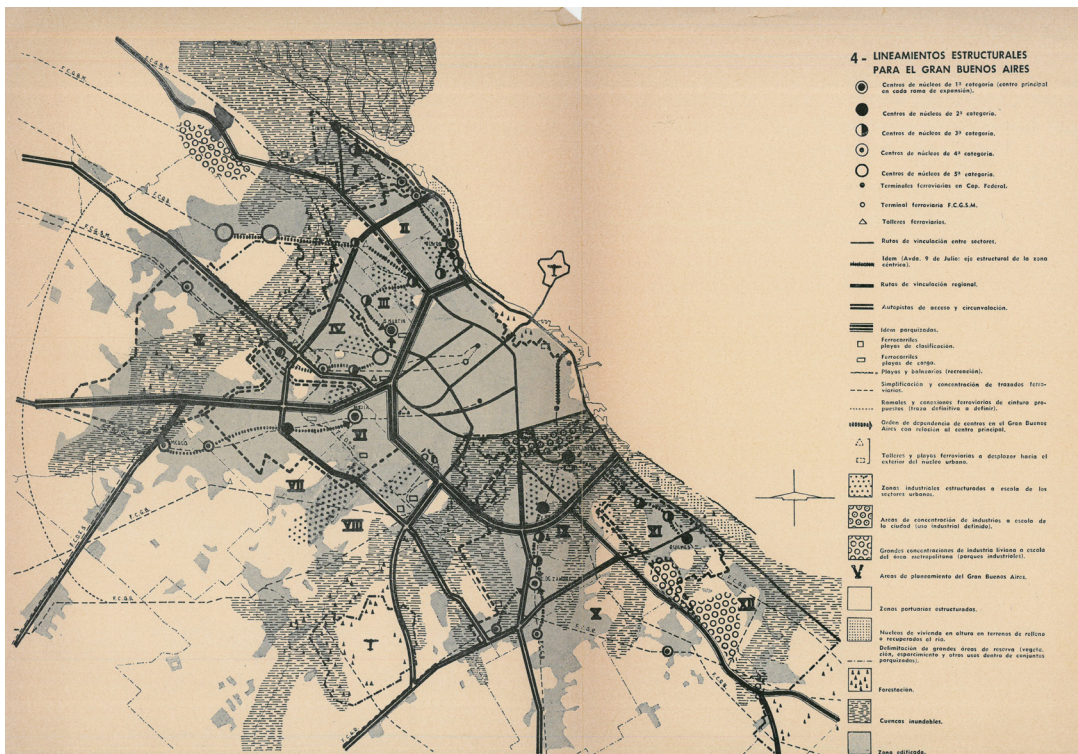 4 - LINEAMIENTOS ESTRUCTURALES
PARA EL GRAN BUENOS AIRES
Centros de núcleos de 1ª categoría (centro principal
en cada rama de expansión).
Centros de núcleos de 2ª categoría.
Centros de núcleos de 3ª categoría.
Centros de núcleos de 4ª categoría.
Centros de núcleos de 5ª categoría.
Terminales ferroviarias en Cap. Federal.
Terminal ferroviaria F.C.G.S.M.
Talleres ferroviarios.
Rutas de vinculación entre sectores.
Idem (Avda. 9 de Julio: eje estructural de la zona
céntrica).
Rutas de vinculación regional.
Autopistas de acceso y circunvalación.
Idem parquizadas.
Ferrocarriles
playas de clasificación.
Ferrocarriles
playas de carga.
Playas y balnearios (recreación).
Simplificación y concentración de trazados ferro-
viarios.
Ramales y conexiones ferroviarias de cintura pro-
puestos (traza definitiva a definir).
Orden de dependencia de centros en el Gran Buenos
Aires con relación al centro principal.
Talleres y playas ferroviarias a desplazar hacia el
exterior del núcleo urbano.
Zonas industriales estructuradas a escala de los
sectores urbanos.
Areas de concentración de industrias a escala de
la ciudad (uso industrial definido).
Grandes concentraciones de industria liviana a escala
del área metropolitana (parques industriales).
V
Areas de planeamiento del Gran Buenos Aires.
Zonas portuarias estructuradas.
Núcleos de vivienda en altura en terrenos de relleno
o recuperados al río.
Delimitación de grandes áreas de reserva (vegeta-
ción, esparcimiento y otros usos dentro de conjuntos
parquizados).
Forestación.
Cuencas inundables.
Zona edificada.
F.C.G.B.M.
F.C.G.B.
F.C.G.S.M.
I
II
III
IV
V
VI
VII
VIII
IX
X
XI
XII
S. MARTIN
MERLO
QUILMES
F.C.G.R.